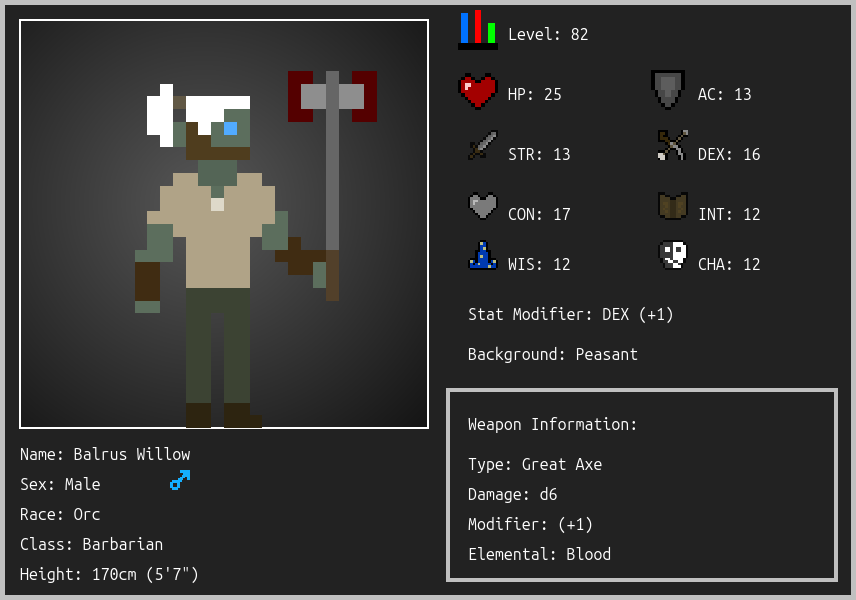 Level: 82
HP: 25
AC: 13
STR: 13
DEX: 16
CON: 17
INT: 12
WIS: 12
CHA: 12
Stat Modifier: DEX (+1)
Background: Peasant
Weapon Information:
Type: Great Axe
Damage: d6
Modifier: (+1)
Elemental: Blood
Name: Balrus Willow
Sex: Male
Race: Orc
Class: Barbarian
Height: 170cm (5'7")